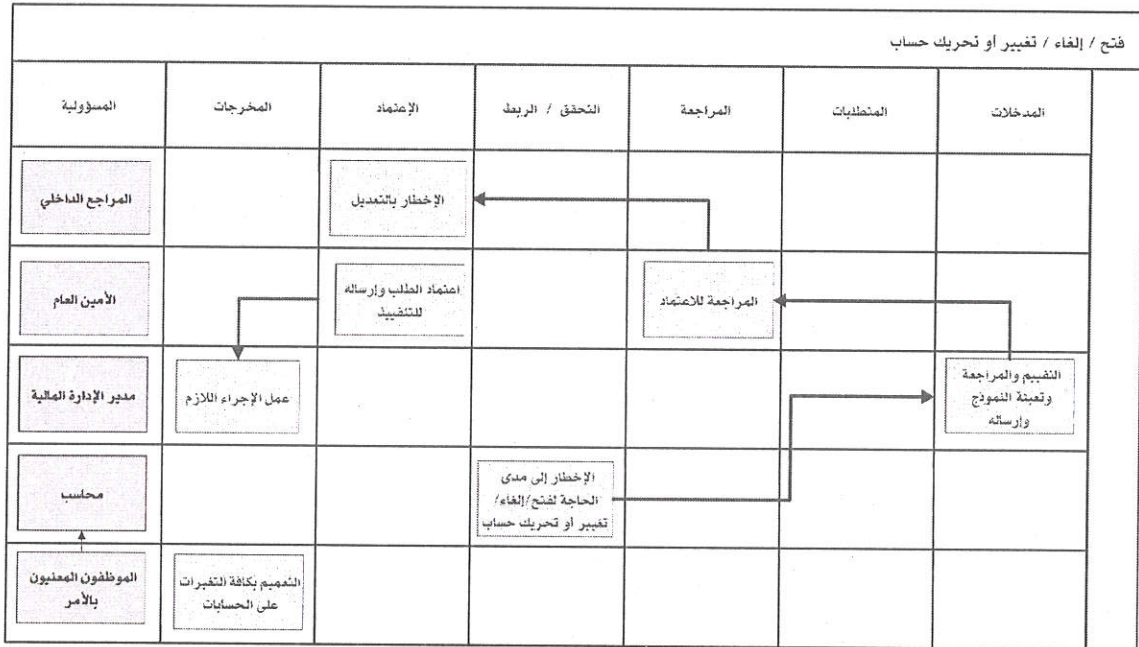 فتح / إلغاء / تغيير أو تحريك حساب
المدخلات
المتطلبات
المراجعة
التحقق / الربط
الإعتماد
المخرجات
المسؤولية
الإخطار بالتعديل
المراجع الداخلي
المراجعة للاعتماد
اعتماد الطلب وإرساله
للتنفييذ
الأمين العام
التقييم والمراجعة
وتعبئة النموذج
وإرساله
عمل الإجراء اللازم
مدير الإدارة المالية
الإخطار إلى مدى
الحاجة لفتح/إلغاء/
تغيير أو تحريك حساب
محاسب
التعميم بكافة التغيرات
على الحسابات
الموظفون المعنيون
بالأمر